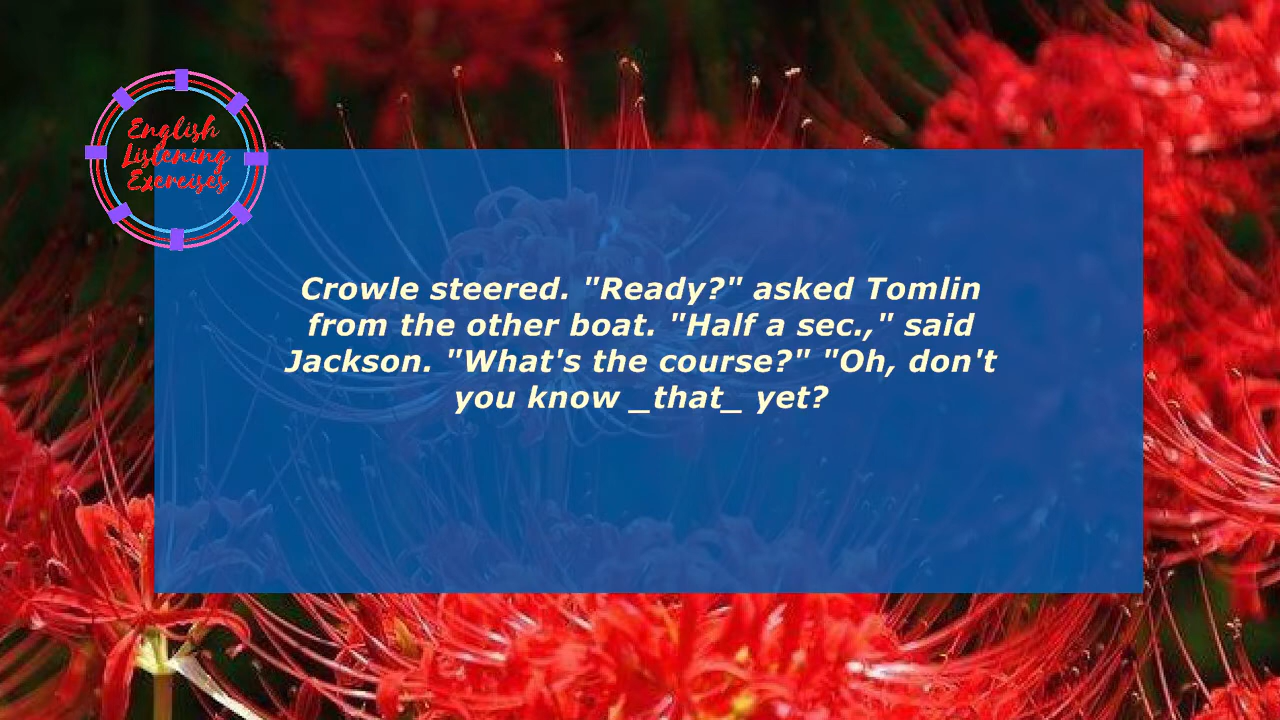 English
Listening
Exercises
Crowle steered. "Ready?" asked Tomlin
from the other boat. "Half a sec.," said
Jackson. "What's the course?" "Oh, don't
you know _that_ yet?